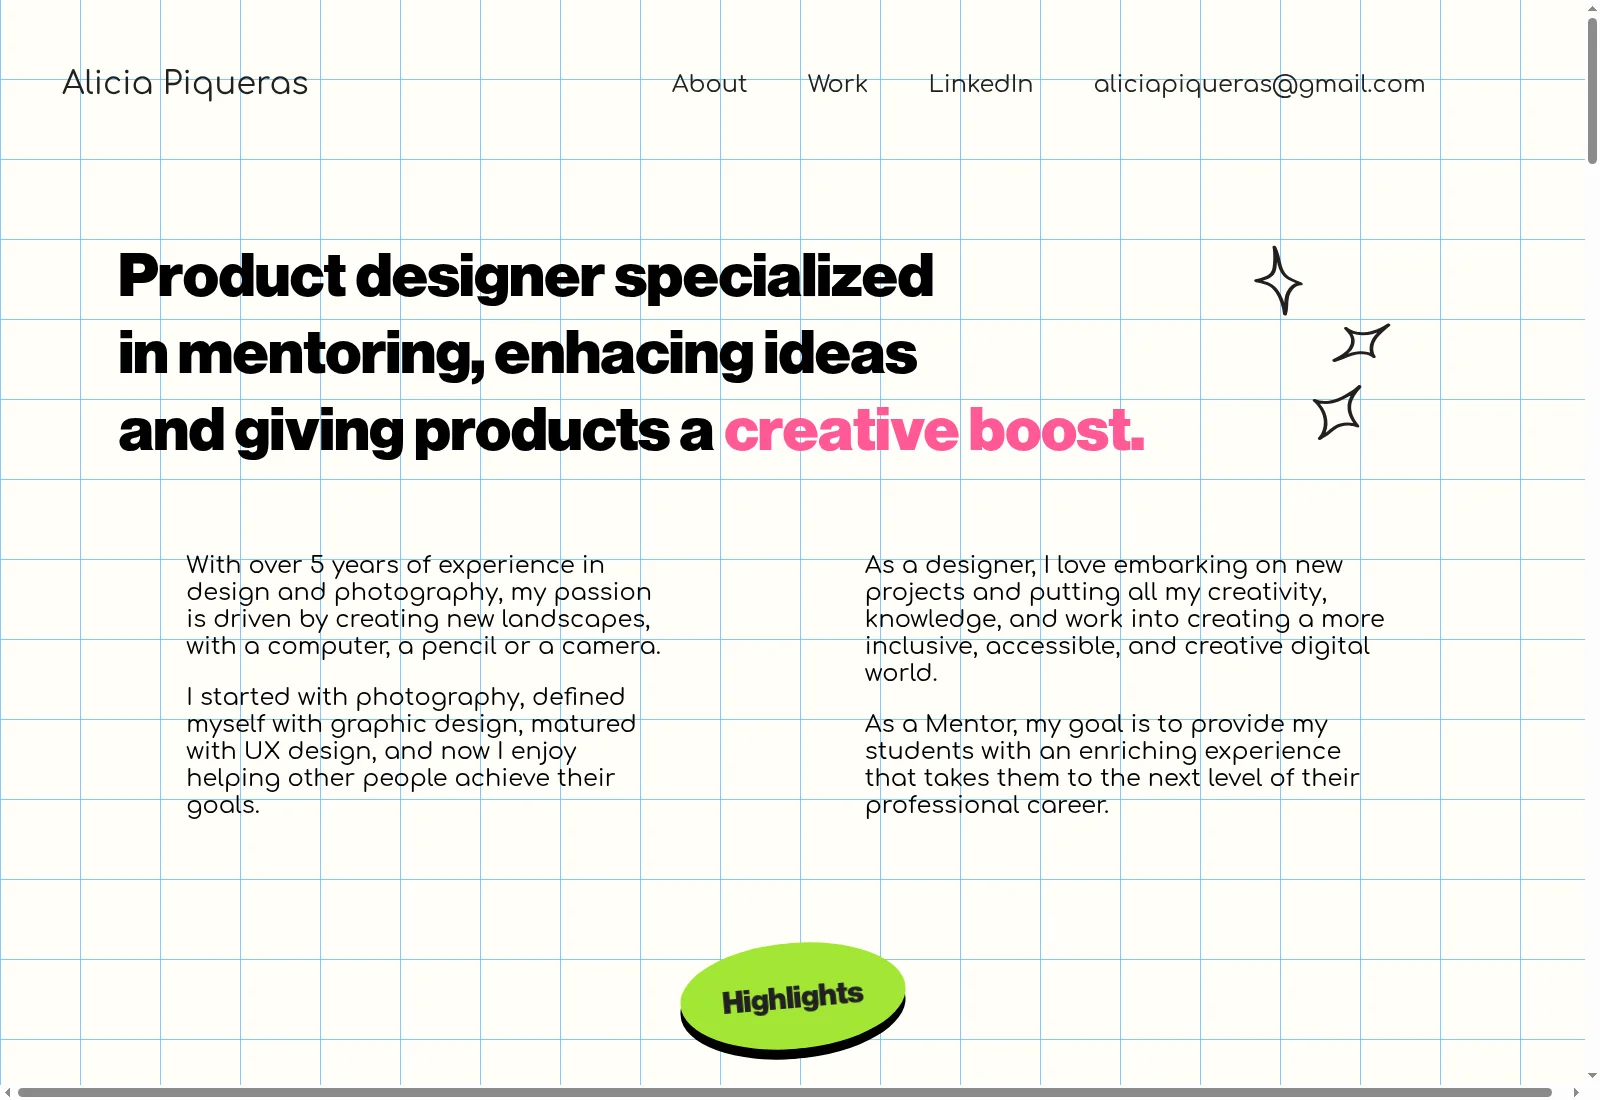 Alicia Piqueras
About
Work
LinkedIn
aliciapiqueras@gmail.com
Product designer specialized
in mentoring, enhacing ideas
and giving products a creative boost.
With over 5 years of experience in
design and photography, my passion
is driven by creating new landscapes,
with a computer, a pencil or a camera.
I started with photography, defined
myself with graphic design, matured
with UX design, and now I enjoy
helping other people achieve their
goals.
As a designer, I love embarking on new
projects and putting all my creativity,
knowledge, and work into creating a more
inclusive, accessible, and creative digital
world.
As a Mentor, my goal is to provide my
students with an enriching experience
that takes them to the next level of their
professional career.
Highlights